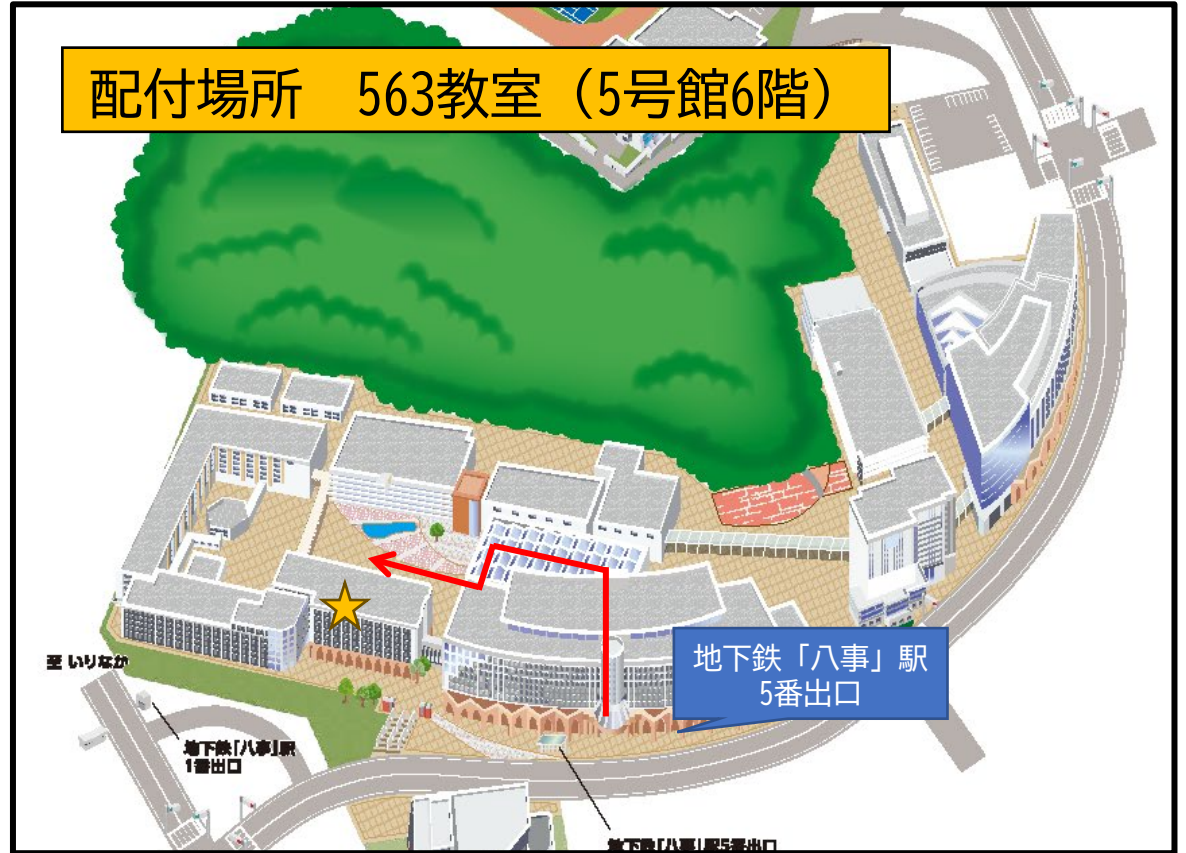 配付場所　563教室（5号館6階）
地下鉄「八事」駅
5番出口
至 いりなか
地下鉄「八事」駅
1番出口
地下鉄「八事」駅5番出口